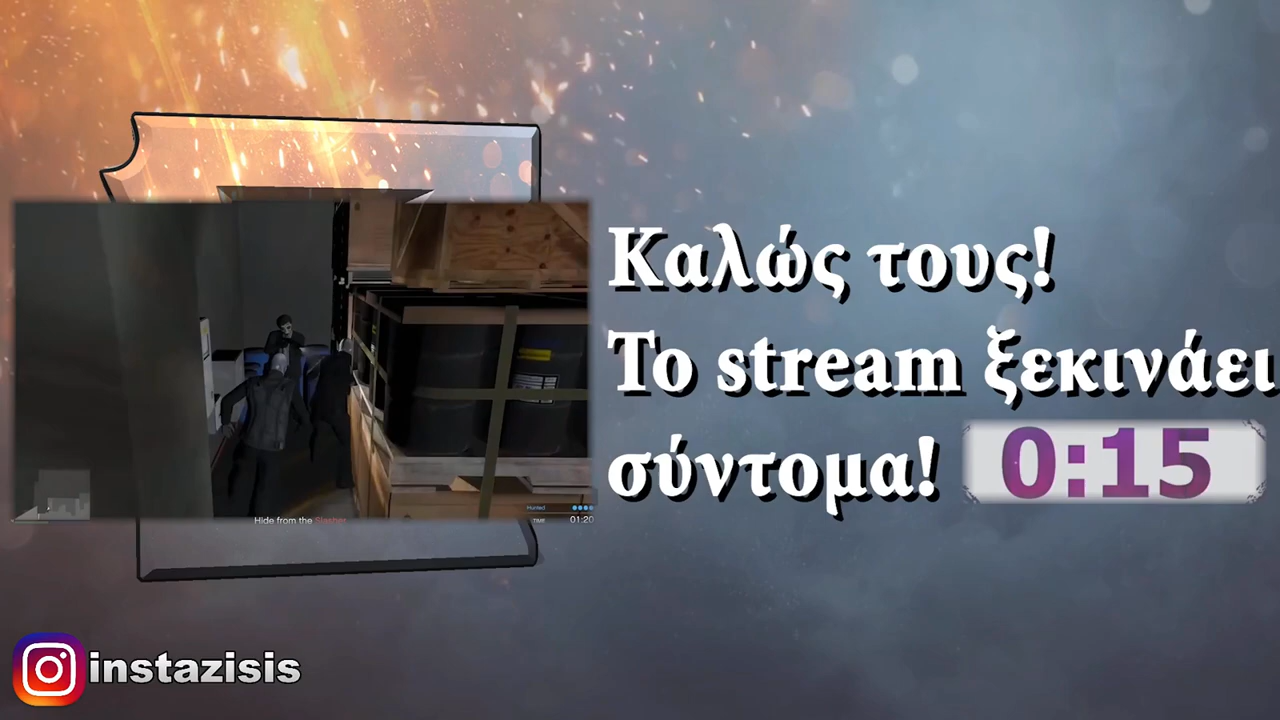 Καλώς τους!
Το stream ξεκινάει
σύντομα! 0:15
Hunted
Hide from the Slasher
TIME 01:20
instazisis